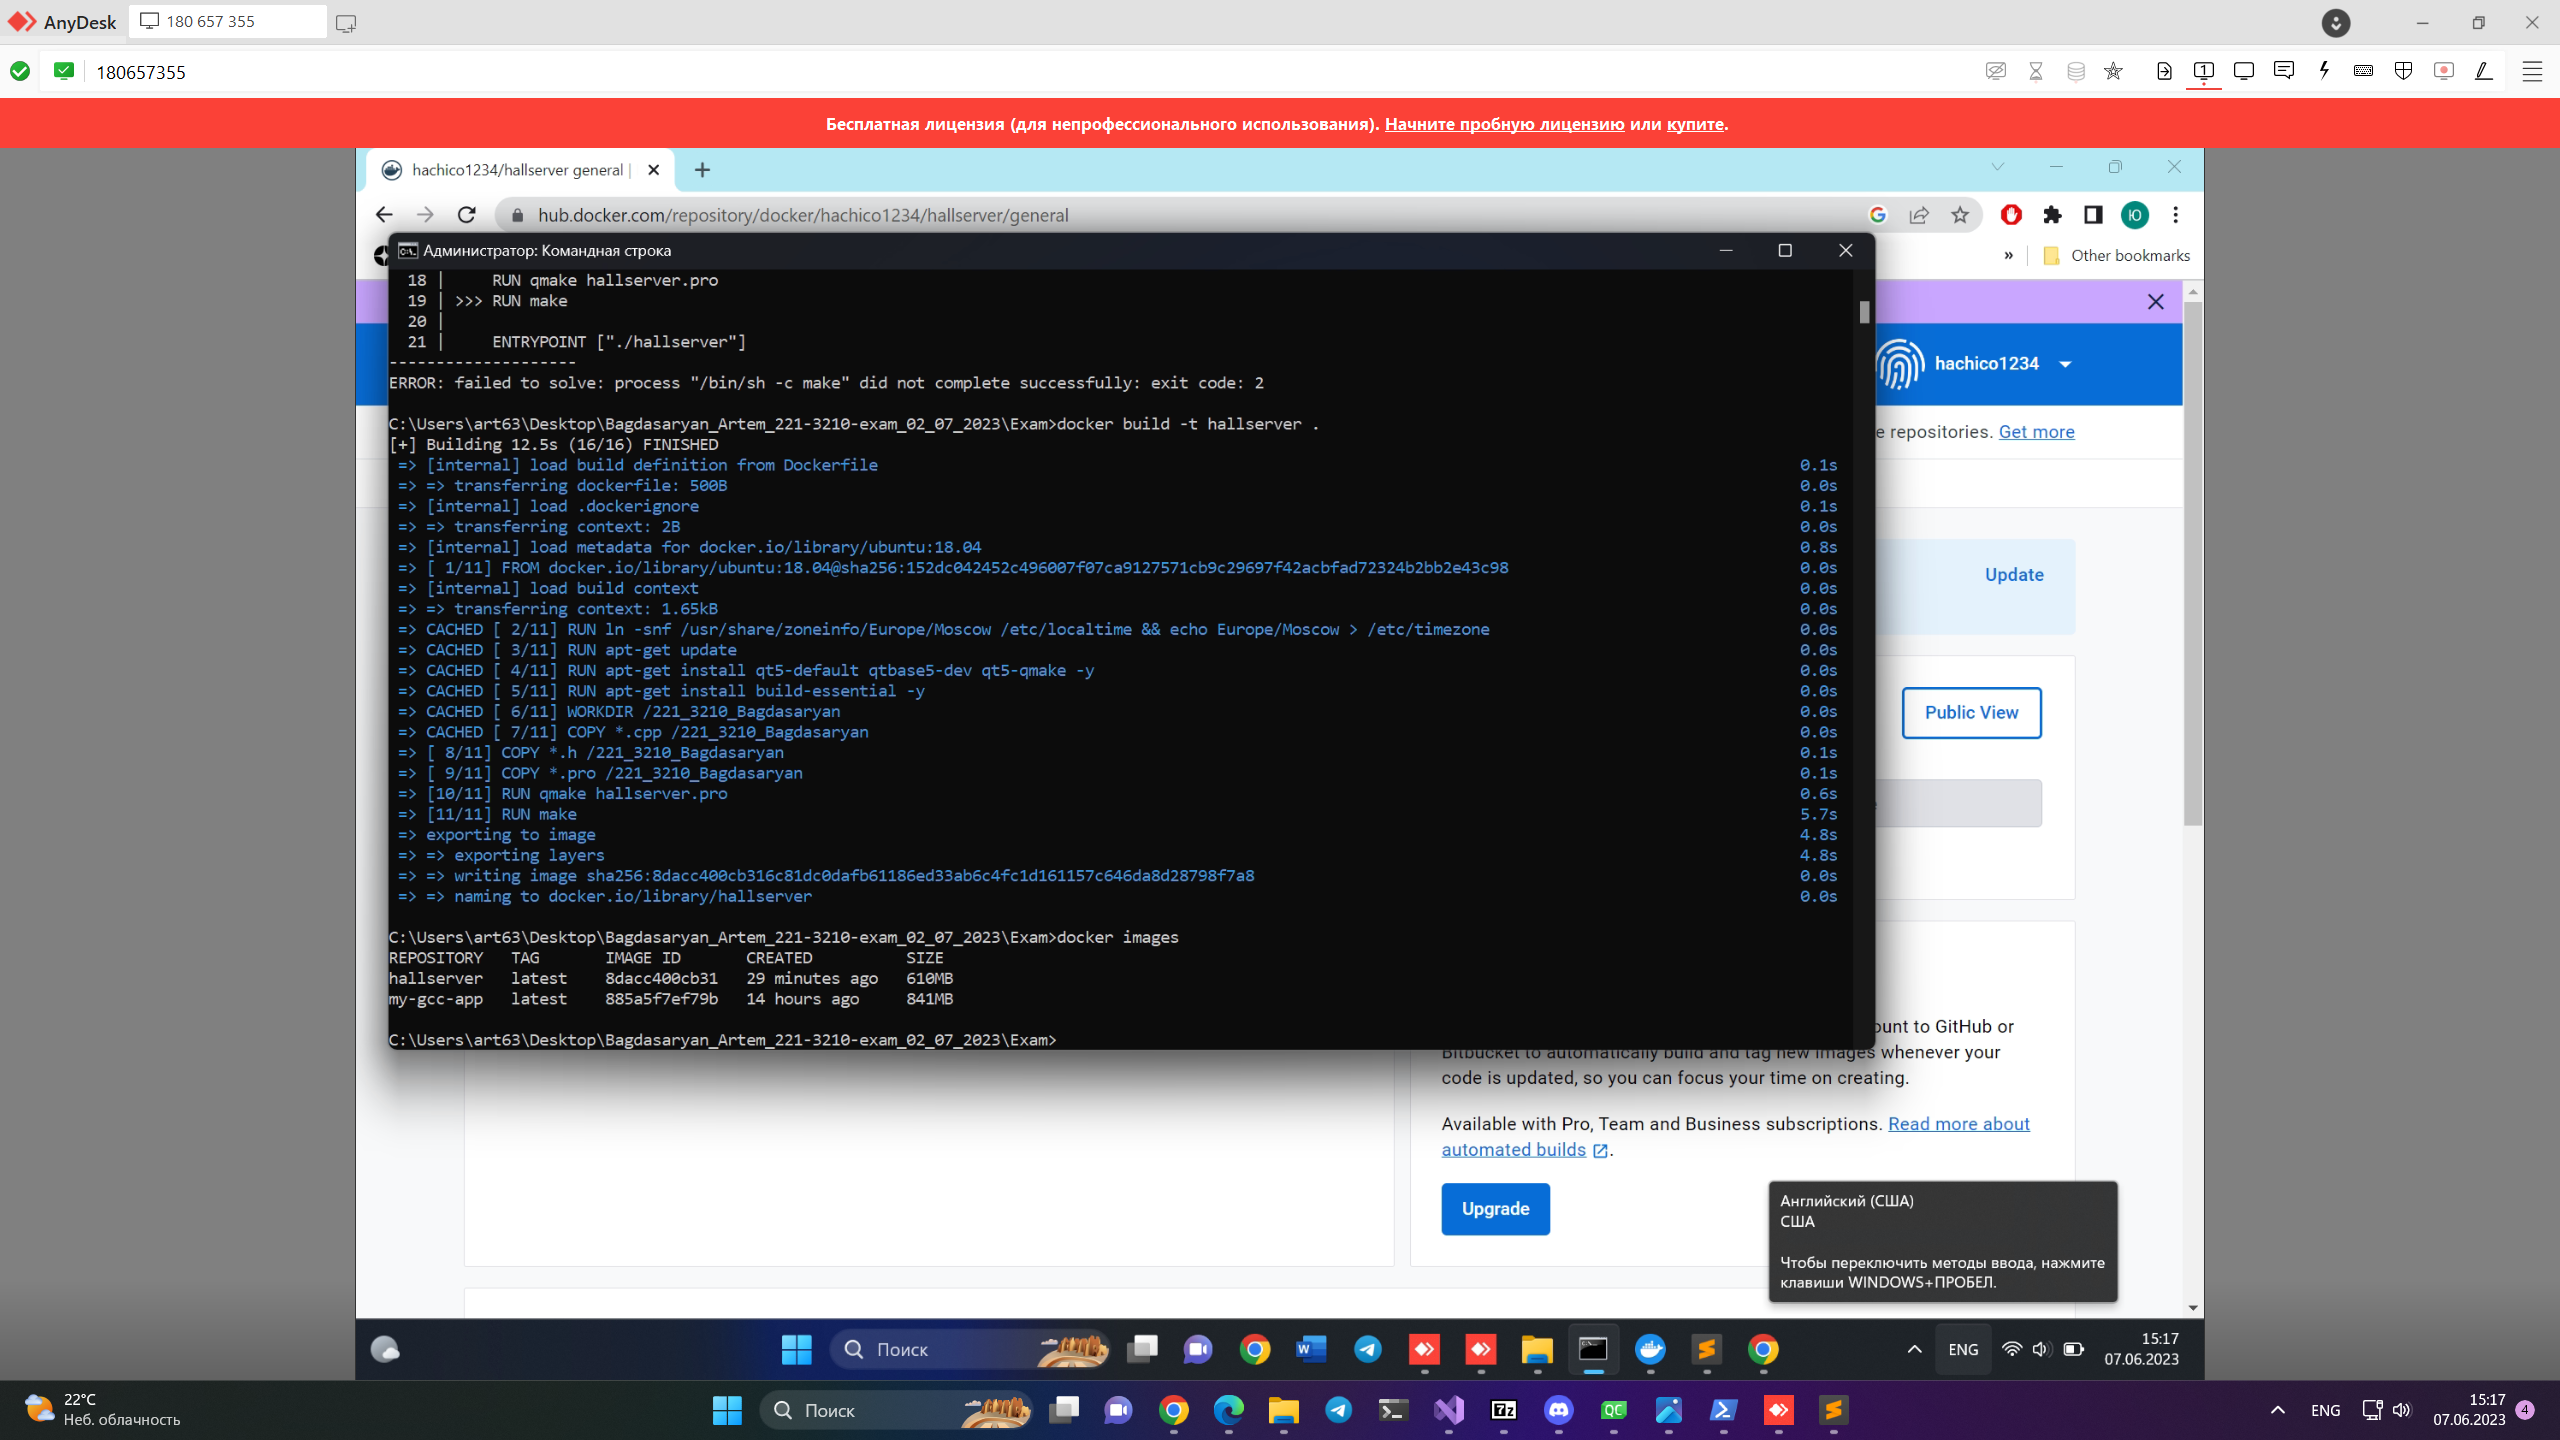 AnyDesk
180 657 355
180657355
Бесплатная лицензия (для непрофессионального использования). Начните пробную лицензию или купите.
hachico1234/hallserver general |
hub.docker.com/repository/docker/hachico1234/hallserver/general
Ю
» Other bookmarks
Администратор: Командная строка
18 | RUN qmake hallserver.pro
19 | >>> RUN make
20 |
21 | ENTRYPOINT ["./hallserver"]
--------------------
ERROR: failed to solve: process "/bin/sh -c make" did not complete successfully: exit code: 2
C:\Users\art63\Desktop\Bagdasaryan_Artem_221-3210-exam_02_07_2023\Exam>docker build -t hallserver .
[+] Building 12.5s (16/16) FINISHED
=> [internal] load build definition from Dockerfile 0.1s
=> => transferring dockerfile: 500B 0.0s
=> [internal] load .dockerignore 0.1s
=> => transferring context: 2B 0.0s
=> [internal] load metadata for docker.io/library/ubuntu:18.04 0.8s
=> [ 1/11] FROM docker.io/library/ubuntu:18.04@sha256:152dc042452c496007f07ca9127571cb9c29697f42acbfad72324b2bb2e43c98 0.0s
=> [internal] load build context 0.0s
=> => transferring context: 1.65kB 0.0s
=> CACHED [ 2/11] RUN ln -snf /usr/share/zoneinfo/Europe/Moscow /etc/localtime && echo Europe/Moscow > /etc/timezone 0.0s
=> CACHED [ 3/11] RUN apt-get update 0.0s
=> CACHED [ 4/11] RUN apt-get install qt5-default qtbase5-dev qt5-qmake -y 0.0s
=> CACHED [ 5/11] RUN apt-get install build-essential -y 0.0s
=> CACHED [ 6/11] WORKDIR /221_3210_Bagdasaryan 0.0s
=> CACHED [ 7/11] COPY *.cpp /221_3210_Bagdasaryan 0.0s
=> [ 8/11] COPY *.h /221_3210_Bagdasaryan 0.1s
=> [ 9/11] COPY *.pro /221_3210_Bagdasaryan 0.1s
=> [10/11] RUN qmake hallserver.pro 0.6s
=> [11/11] RUN make 5.7s
=> exporting to image 4.8s
=> => exporting layers 4.8s
=> => writing image sha256:8dacc400cb316c81dc0dafb61186ed33ab6c4fc1d161157c646da8d28798f7a8 0.0s
=> => naming to docker.io/library/hallserver 0.0s
C:\Users\art63\Desktop\Bagdasaryan_Artem_221-3210-exam_02_07_2023\Exam>docker images
REPOSITORY TAG IMAGE ID CREATED SIZE
hallserver latest 8dacc400cb31 29 minutes ago 610MB
my-gcc-app latest 885a5f7ef79b 14 hours ago 841MB
C:\Users\art63\Desktop\Bagdasaryan_Artem_221-3210-exam_02_07_2023\Exam>
hachico1234
e repositories. Get more
Update
Public View
ount to GitHub or
Bitbucket to automatically build and tag new images whenever your
code is updated, so you can focus your time on creating.
Available with Pro, Team and Business subscriptions. Read more about
automated builds.
Upgrade
Английский (США)
США
Чтобы переключить методы ввода, нажмите
клавиши WINDOWS+ПРОБЕЛ.
Поиск
ENG
15:17
07.06.2023
22°C
Неб. облачность
Поиск
ENG
15:17
07.06.2023
4